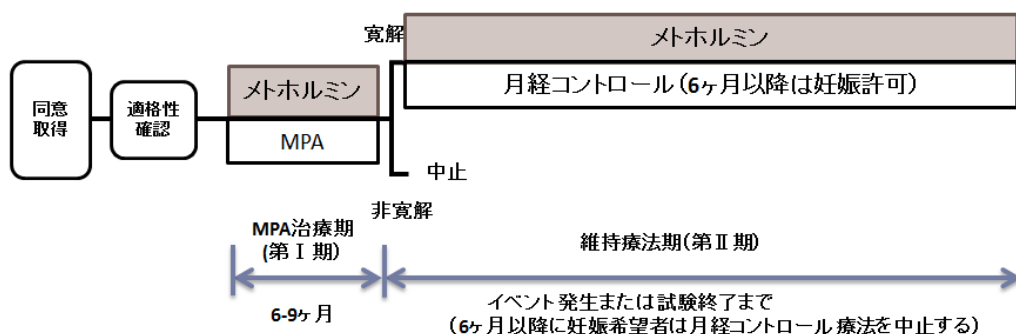 寛解
メトホルミン
月経コントロール(6ヶ月以降は妊娠許可)
同意
取得
適格性
確認
メトホルミン
MPA
中止
非寛解
MPA治療期
(第Ⅰ期)
維持療法期(第Ⅱ期)
6-9ヶ月
イベント発生または試験終了まで
(6ヶ月以降に妊娠希望者は月経コントロール療法を中止する)